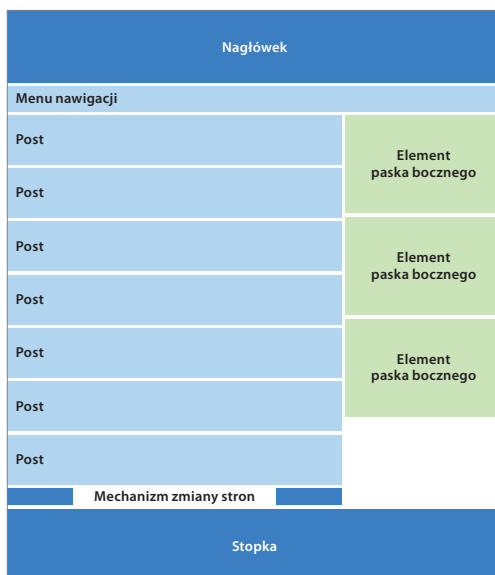 Nagłówek
Menu nawigacji
Post
Post
Post
Post
Post
Post
Post
Element
paska bocznego
Element
paska bocznego
Element
paska bocznego
Mechanizm zmiany stron
Stopka